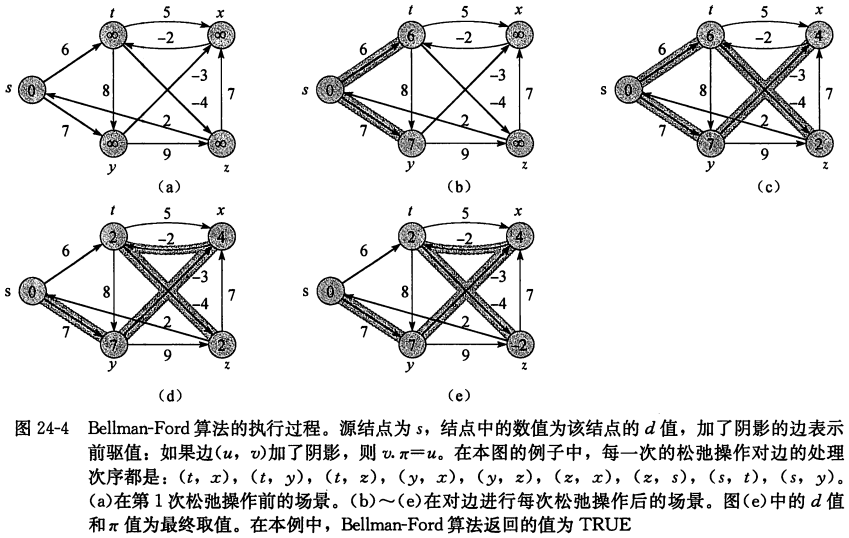 t 5 x
∞ -2 ∞
6
s 0 8 -3
-4 7
7 2
∞ 9 ∞
y z
(a)
t 5 x
6 -2 ∞
6
s 0 8 -3
-4 7
7 2
7 9 ∞
y z
(b)
t 5 x
6 -2 4
6
s 0 8 -3
-4 7
7 2
7 9 2
y z
(c)
t 5 x
2 -2 4
6
s 0 8 -3
-4 7
7 2
7 9 2
y z
(d)
t 5 x
2 -2 4
6
s 0 8 -3
-4 7
7 2
7 9 -2
y z
(e)
图 24-4 Bellman-Ford 算法的执行过程。源结点为 s，结点中的数值为该结点的 d 值，加了阴影的边表示
前驱值：如果边(u, v)加了阴影，则 v.π=u。在本图的例子中，每一次的松弛操作对边的处理
次序都是：(t, x)，(t, y)，(t, z)，(y, x)，(y, z)，(z, x)，(z, s)，(s, t)，(s, y)。
(a)在第 1 次松弛操作前的场景。(b)～(e)在对边进行每次松弛操作后的场景。图(e)中的 d 值
和 π 值为最终取值。在本例中，Bellman-Ford 算法返回的值为 TRUE